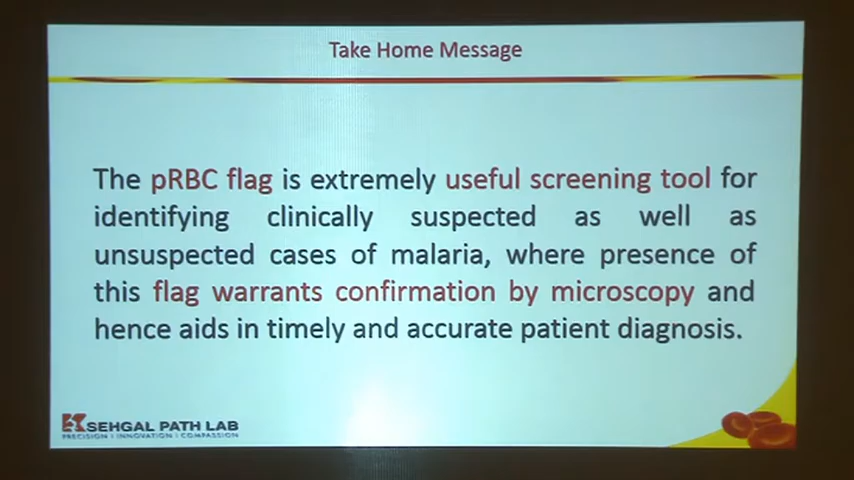 Take Home Message
The pRBC flag is extremely useful screening tool for
identifying clinically suspected as well as
unsuspected cases of malaria, where presence of
this flag warrants confirmation by microscopy and
hence aids in timely and accurate patient diagnosis.
SEHGAL PATH LAB
PRECISION | INNOVATION | COMPASSION